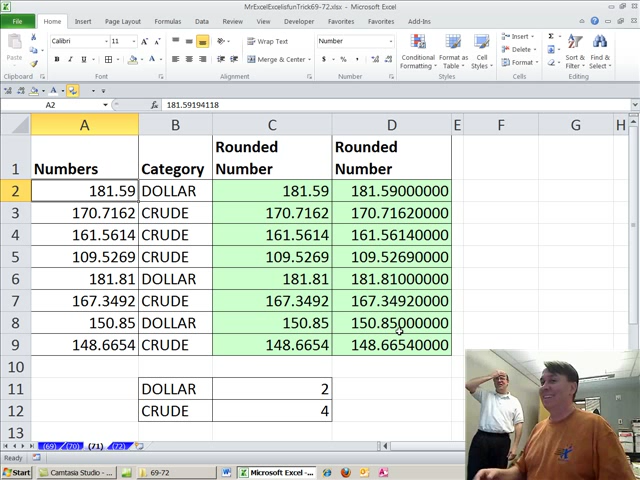 MrExcelExcelisfunTrick69-72.xlsx - Microsoft Excel
File Home Insert Page Layout Formulas Data Review View Developer Favorites Add-Ins
Paste Calibri 11 A A Wrap Text Number Conditional Formatting Format as Table Cell Styles Insert Delete Format Sort & Filter Find & Select
B I U A Merge & Center $ % ,
Clipboard Font Alignment Number Styles Cells Editing
A2 fx 181.59194118
A B C D E F G H
1 Numbers Category Rounded Number Rounded Number
2 181.59 DOLLAR 181.59 181.59000000
3 170.7162 CRUDE 170.7162 170.71620000
4 161.5614 CRUDE 161.5614 161.56140000
5 109.5269 CRUDE 109.5269 109.52690000
6 181.81 DOLLAR 181.81 181.81000000
7 167.3492 CRUDE 167.3492 167.34920000
8 150.85 DOLLAR 150.85 150.85000000
9 148.6654 CRUDE 148.6654 148.66540000
10
11 DOLLAR 2
12 CRUDE 4
13
(69) (70) (71) (72)
Ready
Start Camtasia Studio - 69-72 Microsoft Excel